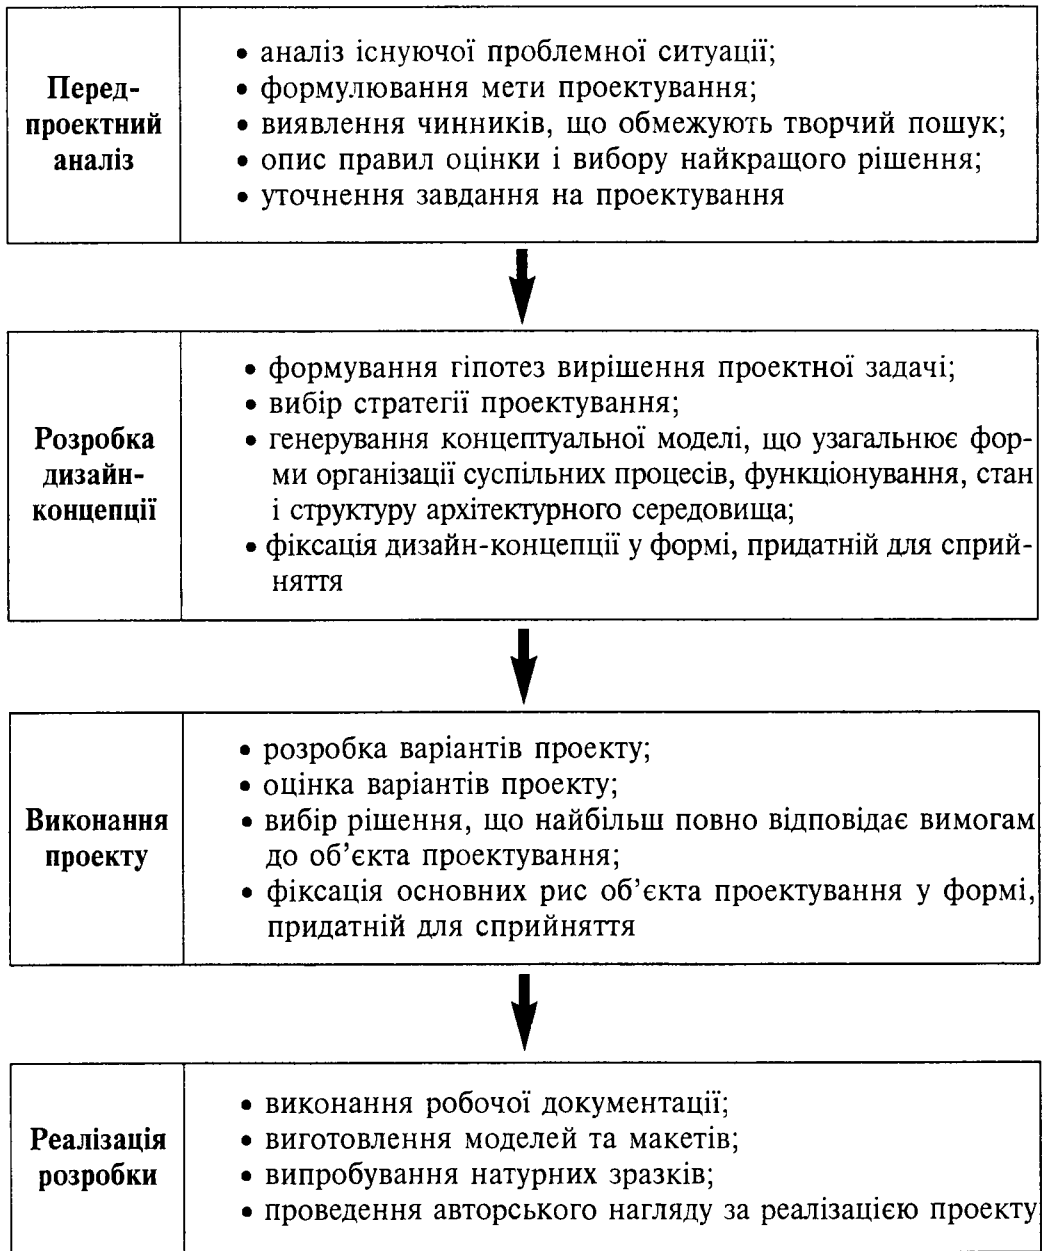 Перед-
проектний
аналіз
• аналіз існуючої проблемної ситуації;
• формулювання мети проектування;
• виявлення чинників, що обмежують творчий пошук;
• опис правил оцінки і вибору найкращого рішення;
• уточнення завдання на проектування
Розробка
дизайн-
концепції
• формування гіпотез вирішення проектної задачі;
• вибір стратегії проектування;
• генерування концептуальної моделі, що узагальнює фор-
ми організації суспільних процесів, функціонування, стан
і структуру архітектурного середовища;
• фіксація дизайн-концепції у формі, придатній для сприй-
няття
Виконання
проекту
• розробка варіантів проекту;
• оцінка варіантів проекту;
• вибір рішення, що найбільш повно відповідає вимогам
до об’єкта проектування;
• фіксація основних рис об’єкта проектування у формі,
придатній для сприйняття
Реалізація
розробки
• виконання робочої документації;
• виготовлення моделей та макетів;
• випробування натурних зразків;
• проведення авторського нагляду за реалізацією проекту